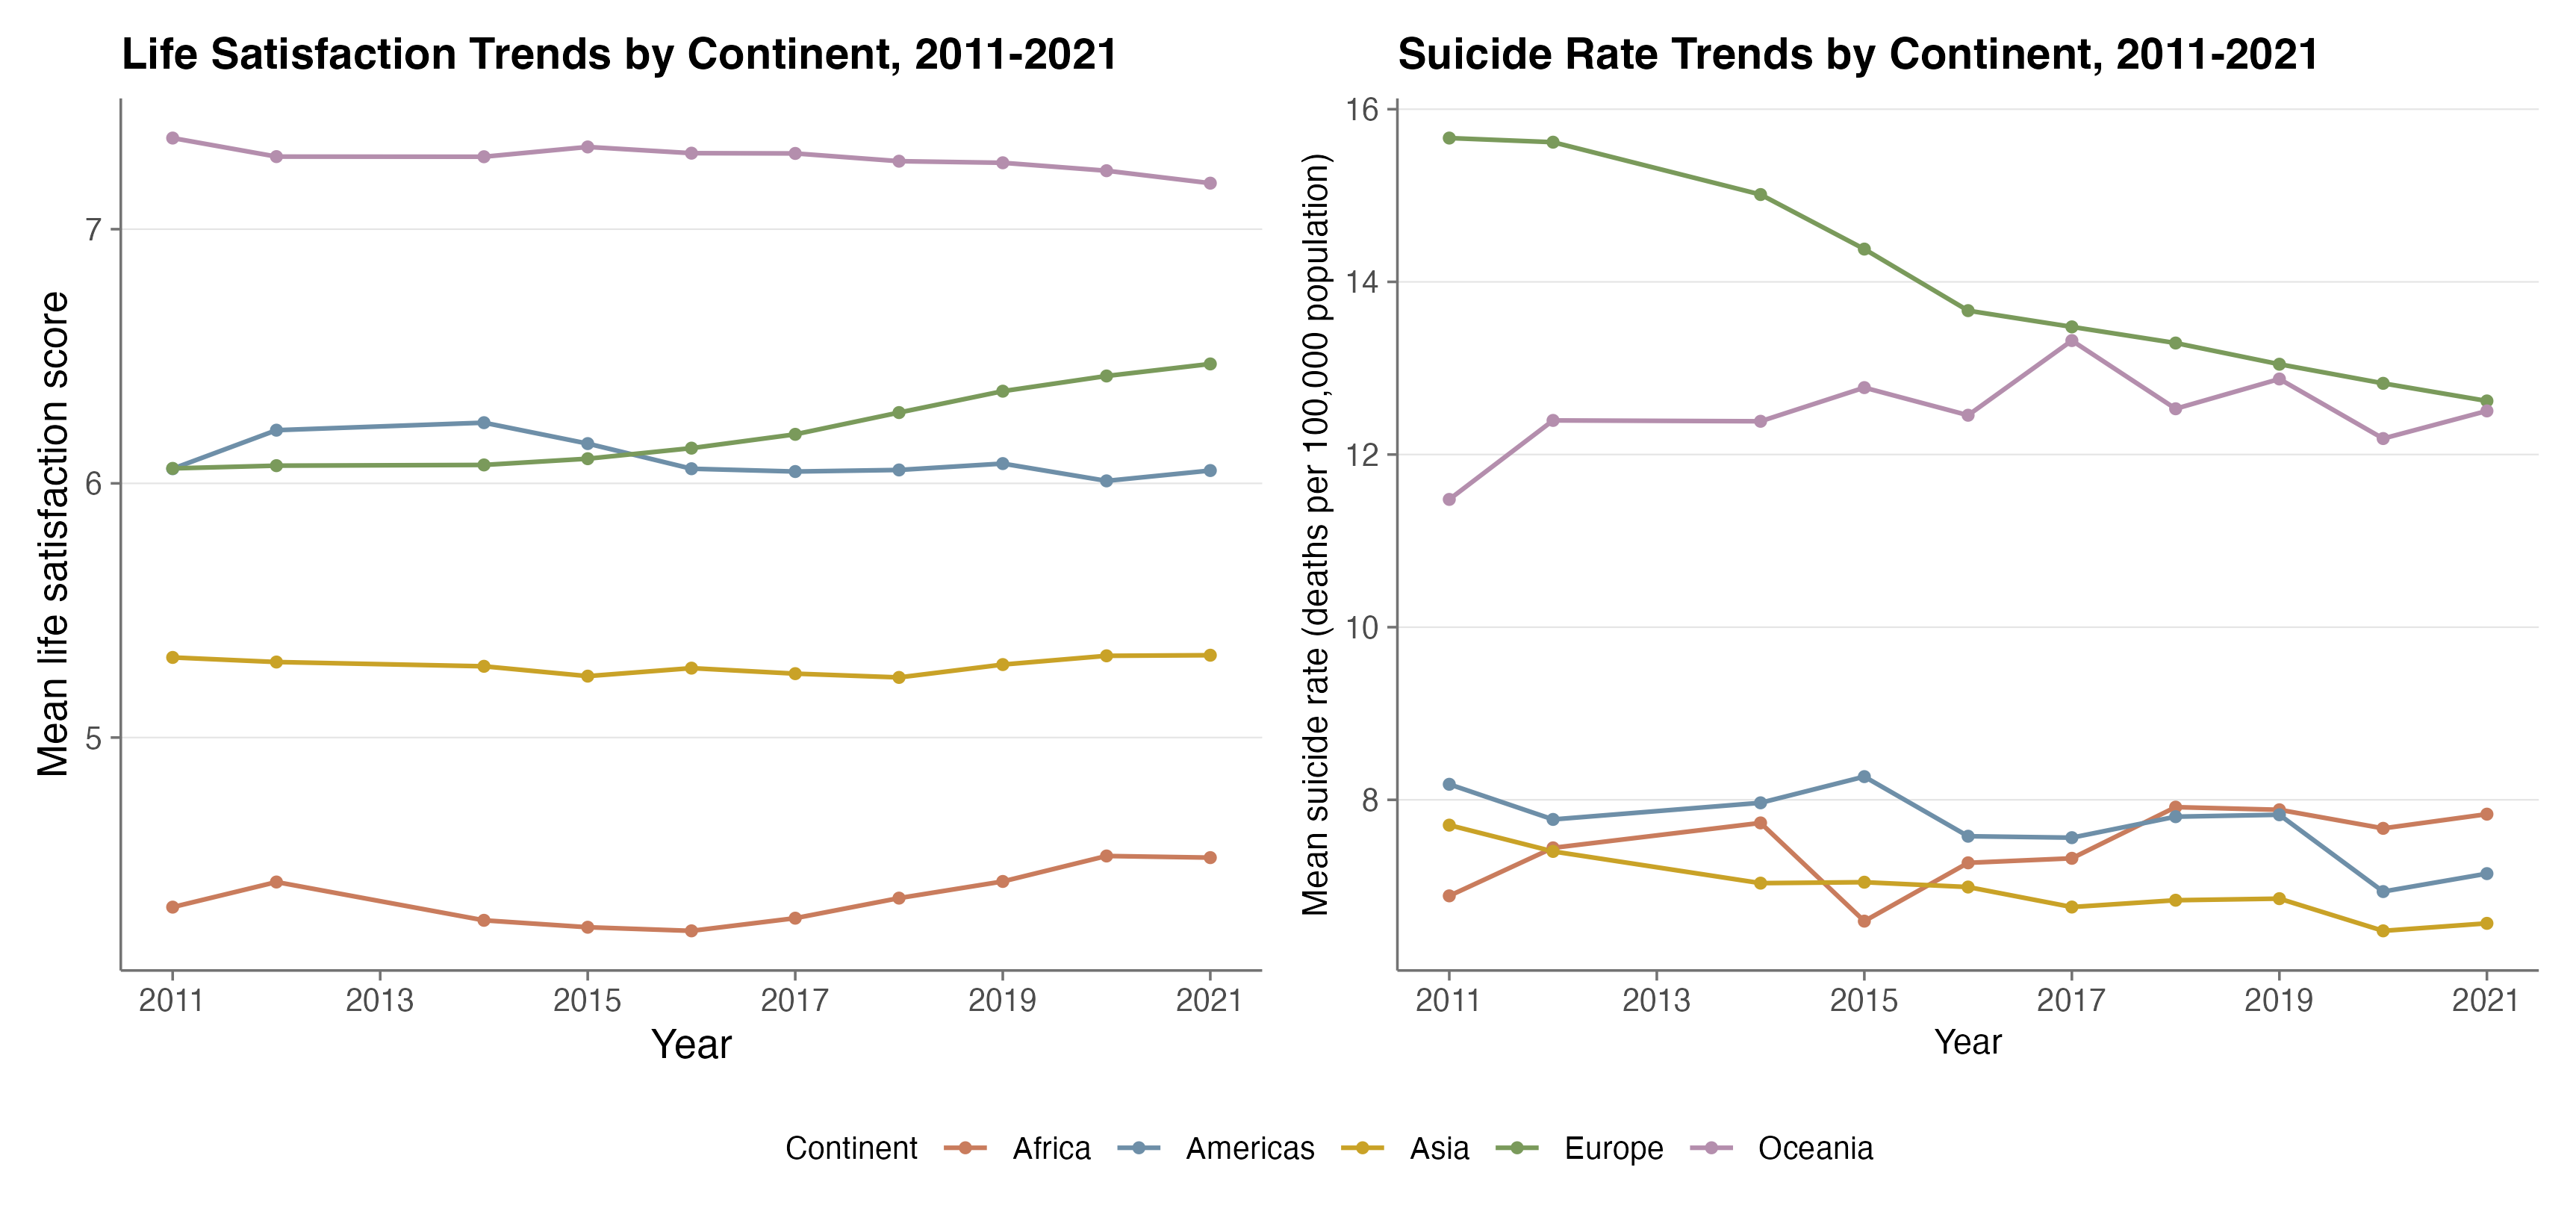 Life Satisfaction Trends by Continent, 2011-2021
Mean life satisfaction score
7
6
5
2011 2013 2015 2017 2019 2021
Year
Suicide Rate Trends by Continent, 2011-2021
Mean suicide rate (deaths per 100,000 population)
16
14
12
10
8
2011 2013 2015 2017 2019 2021
Year
Continent Africa Americas Asia Europe Oceania